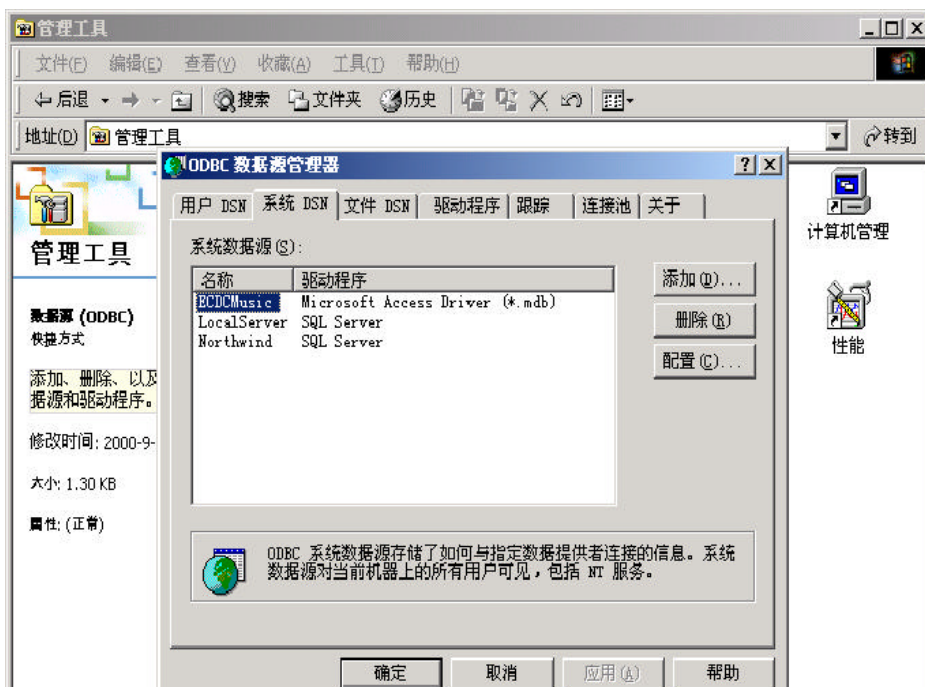 管理工具
文件(F) 编辑(E) 查看(V) 收藏(A) 工具(T) 帮助(H)
后退 搜索 文件夹 历史
地址(D) 管理工具 转到
ODBC 数据源管理器
用户 DSN 系统 DSN 文件 DSN 驱动程序 跟踪 连接池 关于
系统数据源(S):
名称 驱动程序
ECDCMusic Microsoft Access Driver (*.mdb)
LocalServer SQL Server
Northwind SQL Server
添加(D)...
删除(R)
配置(C)...
ODBC 系统数据源存储了如何与指定数据提供者连接的信息。系统
数据源对当前机器上的所有用户可见，包括 NT 服务。
确定 取消 应用(A) 帮助
管理工具
数据源 (ODBC)
快捷方式
添加、删除、以及
据源和驱动程序。
修改时间: 2000-9-
大小: 1.30 KB
属性: (正常)
计算机管理
性能